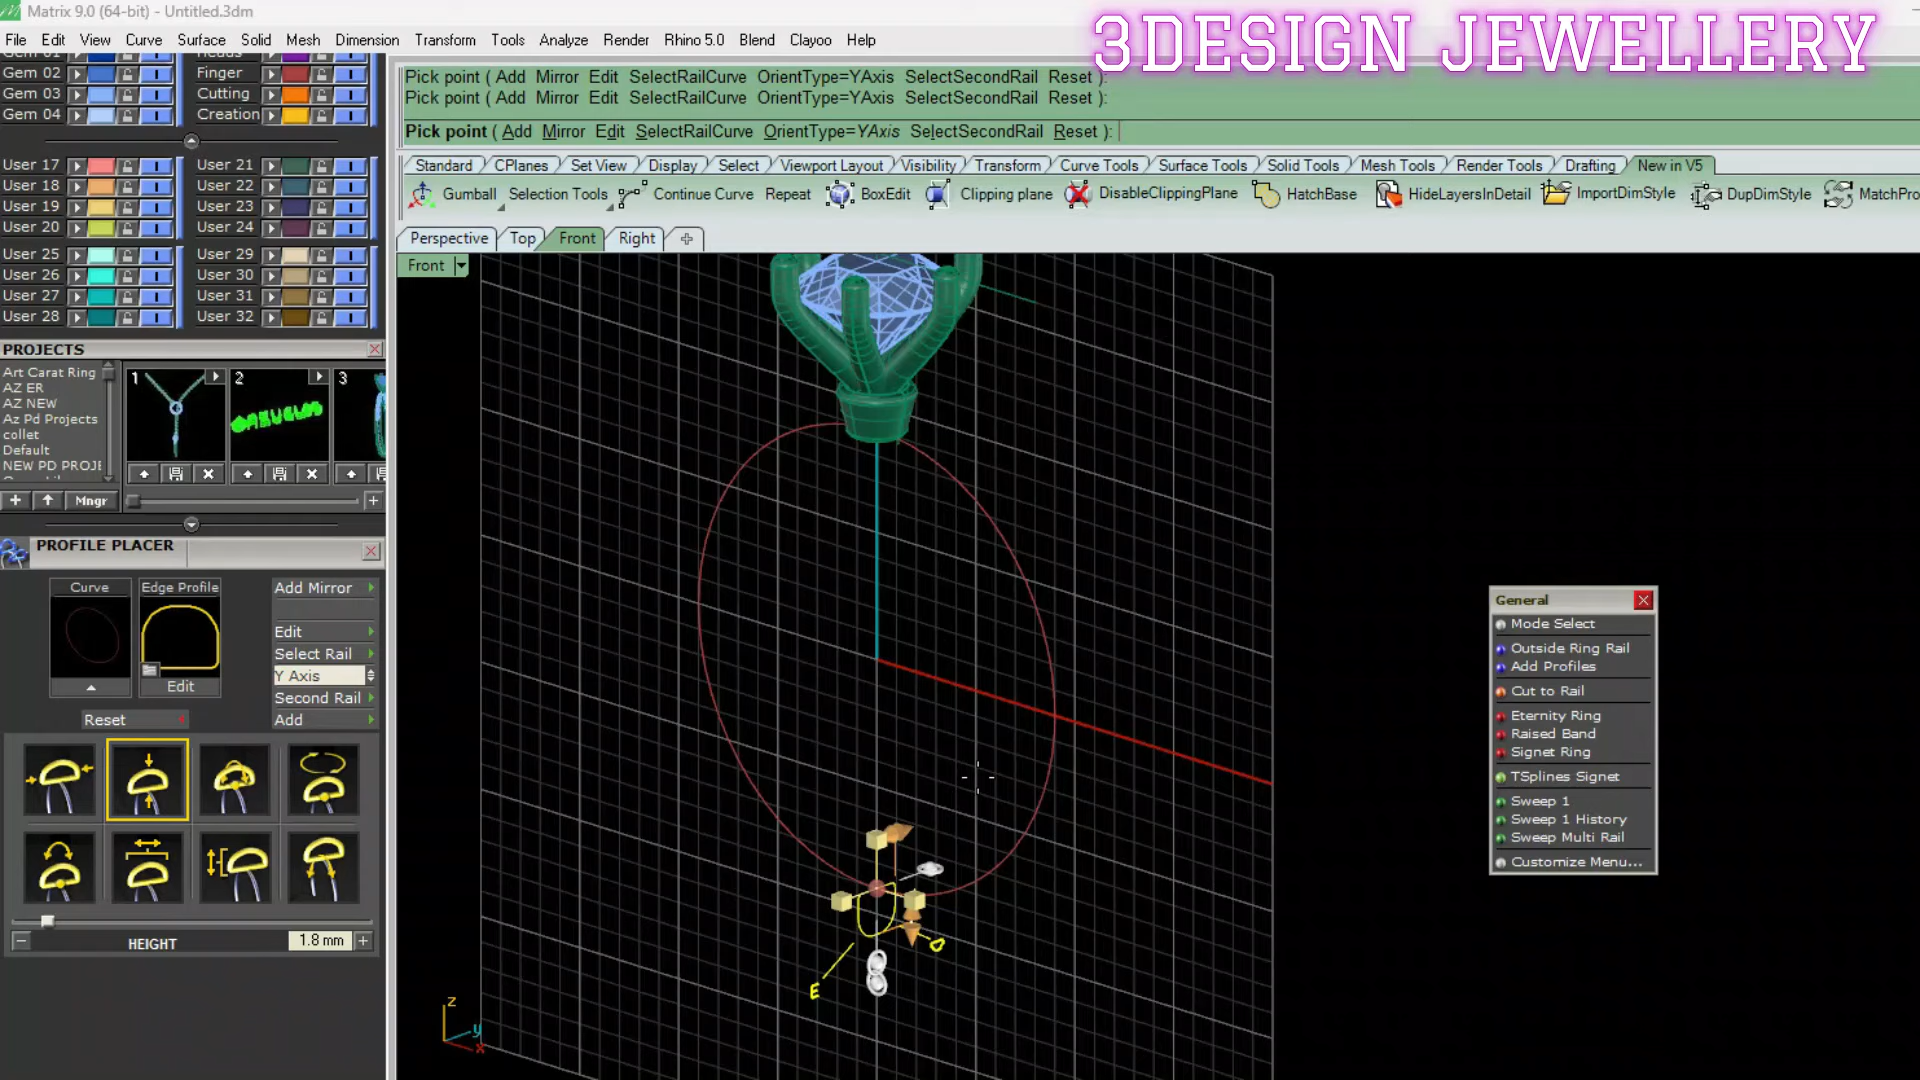 Matrix 9.0 (64-bit) - Untitled.3dm
3DESIGN JEWELLERY
File Edit View Curve Surface Solid Mesh Dimension Transform Tools Analyze Render Rhino 5.0 Blend Clayoo Help
Gem 02 Finger
Gem 03 Cutting
Gem 04 Creation
User 17 User 21
User 18 User 22
User 19 User 23
User 20 User 24
User 25 User 29
User 26 User 30
User 27 User 31
User 28 User 32
PROJECTS
Art Carat Ring
AZ ER
AZ NEW
Az Pd Projects
collet
Default
NEW PD PROJE
1 2 3
Mngr
PROFILE PLACER
Curve Edge Profile Add Mirror
Edit
Select Rail
Y Axis
Edit Second Rail
Reset Add
HEIGHT 1.8 mm
Pick point ( Add Mirror Edit SelectRailCurve OrientType=YAxis SelectSecondRail Reset ):
Pick point ( Add Mirror Edit SelectRailCurve OrientType=YAxis SelectSecondRail Reset ):
Pick point ( Add Mirror Edit SelectRailCurve OrientType=YAxis SelectSecondRail Reset ):
Standard CPlanes Set View Display Select Viewport Layout Visibility Transform Curve Tools Surface Tools Solid Tools Mesh Tools Render Tools Drafting New in V5
Gumball Selection Tools Continue Curve Repeat BoxEdit Clipping plane DisableClippingPlane HatchBase HideLayersInDetail ImportDimStyle DupDimStyle MatchPro
Perspective Top Front Right
Front
E
z
y
x
General
Mode Select
Outside Ring Rail
Add Profiles
Cut to Rail
Eternity Ring
Raised Band
Signet Ring
TSplines Signet
Sweep 1
Sweep 1 History
Sweep Multi Rail
Customize Menu...